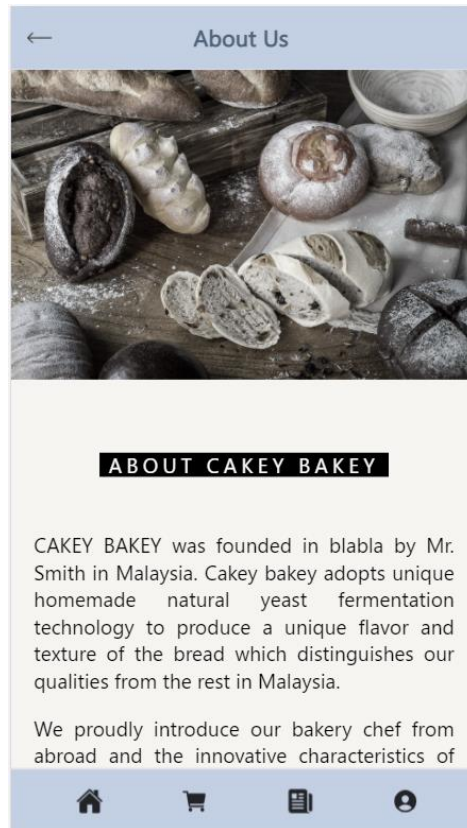 About Us
ABOUT CAKEY BAKEY
CAKEY BAKEY was founded in blabla by Mr.
Smith in Malaysia. Cakey bakey adopts unique
homemade natural yeast fermentation
technology to produce a unique flavor and
texture of the bread which distinguishes our
qualities from the rest in Malaysia.
We proudly introduce our bakery chef from
abroad and the innovative characteristics of